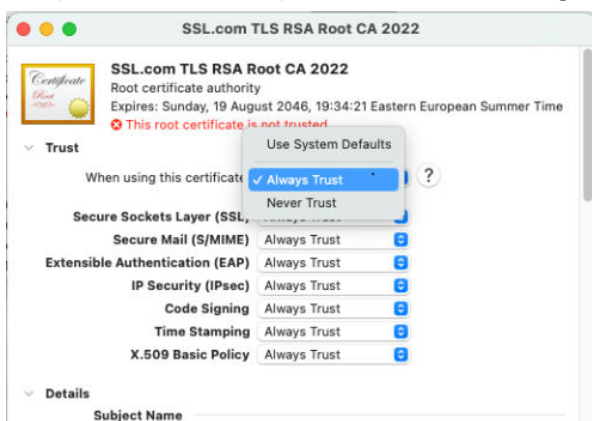 SSL.com TLS RSA Root CA 2022
Certificate
Root
SSL.com TLS RSA Root CA 2022
Root certificate authority
Expires: Sunday, 19 August 2046, 19:34:21 Eastern European Summer Time
This root certificate is not trusted
Trust
Use System Defaults
When using this certificate ✓ Always Trust ?
Never Trust
Secure Sockets Layer (SSL) Always Trust
Secure Mail (S/MIME) Always Trust
Extensible Authentication (EAP) Always Trust
IP Security (IPsec) Always Trust
Code Signing Always Trust
Time Stamping Always Trust
X.509 Basic Policy Always Trust
Details
Subject Name